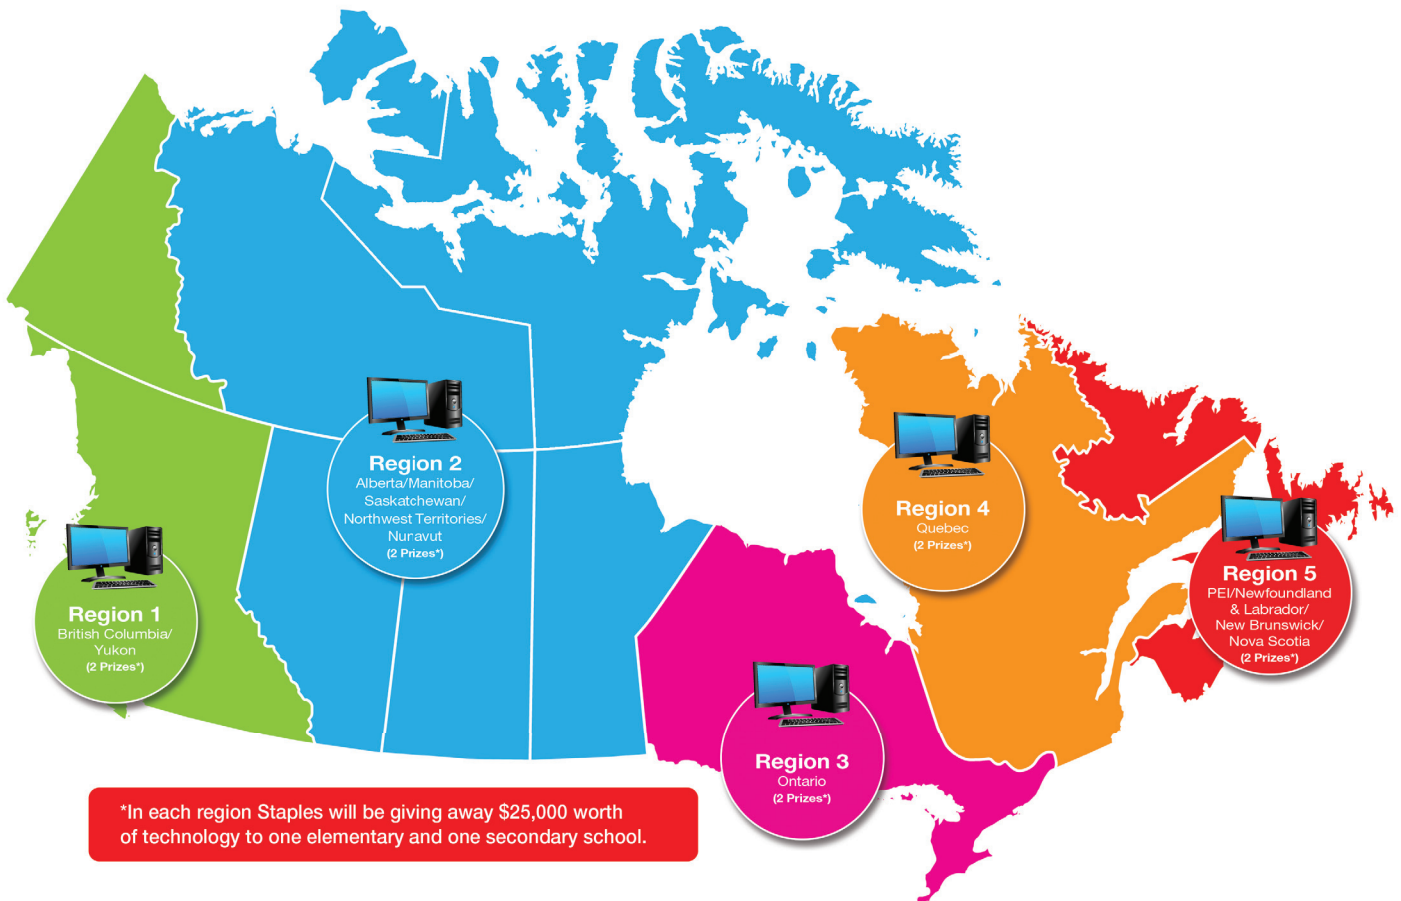 Region 1
British Columbia/
Yukon
(2 Prizes*)
Region 2
Alberta/Manitoba/
Saskatchewan/
Northwest Territories/
Nunavut
(2 Prizes*)
Region 3
Ontario
(2 Prizes*)
Region 4
Quebec
(2 Prizes*)
Region 5
PEI/Newfoundland
& Labrador/
New Brunswick/
Nova Scotia
(2 Prizes*)
*In each region Staples will be giving away $25,000 worth
of technology to one elementary and one secondary school.